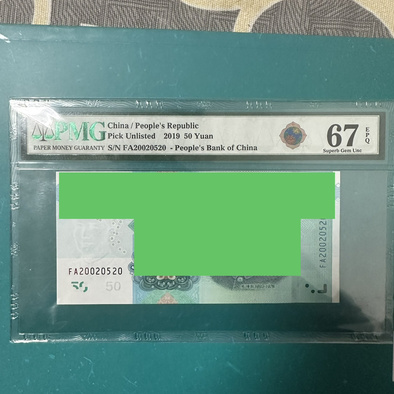 PMG
PAPER MONEY GUARANTY
China / People's Republic
Pick Unlisted 2019 50 Yuan
S/N FA20020520 - People's Bank of China
67 EPQ
Superb Gem Unc
FA20020520
50
50
FA20020520